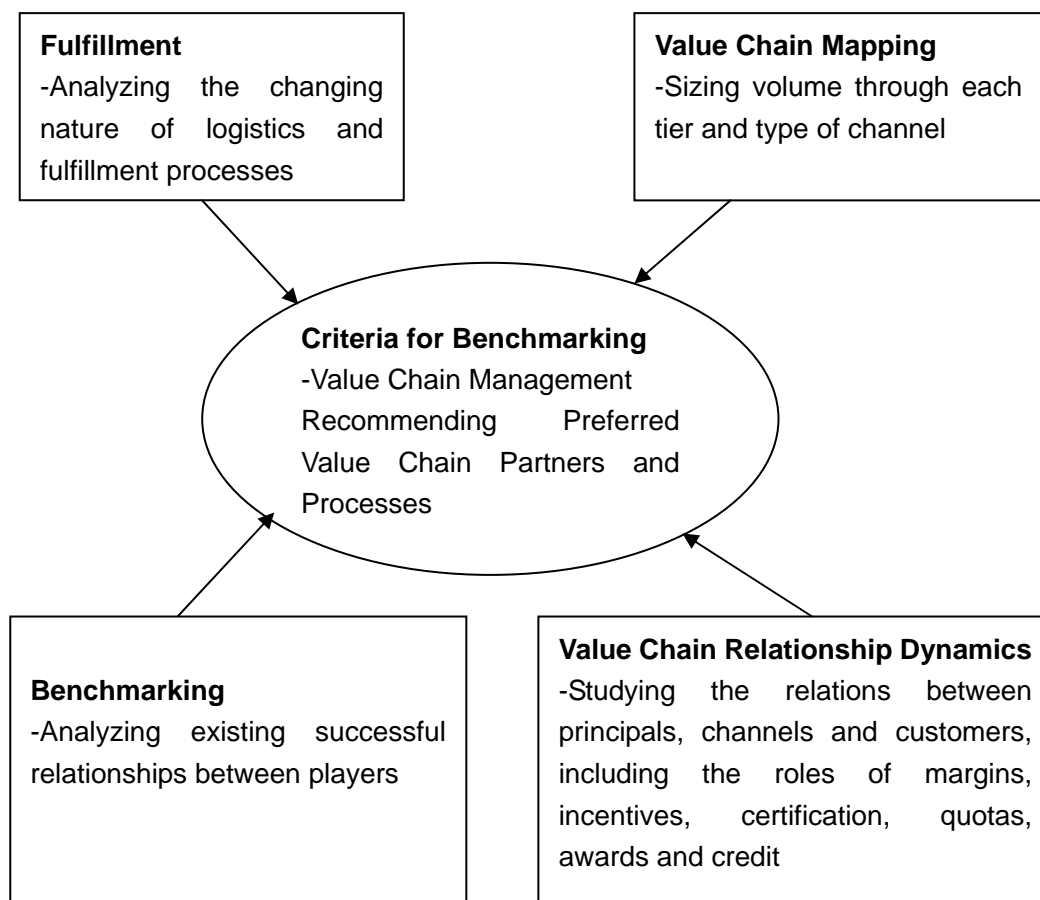 Fulfillment
-Analyzing the changing
nature of logistics and
fulfillment processes
Value Chain Mapping
-Sizing volume through each
tier and type of channel
Criteria for Benchmarking
-Value Chain Management
Recommending Preferred
Value Chain Partners and
Processes
Benchmarking
-Analyzing existing successful
relationships between players
Value Chain Relationship Dynamics
-Studying the relations between
principals, channels and customers,
including the roles of margins,
incentives, certification, quotas,
awards and credit